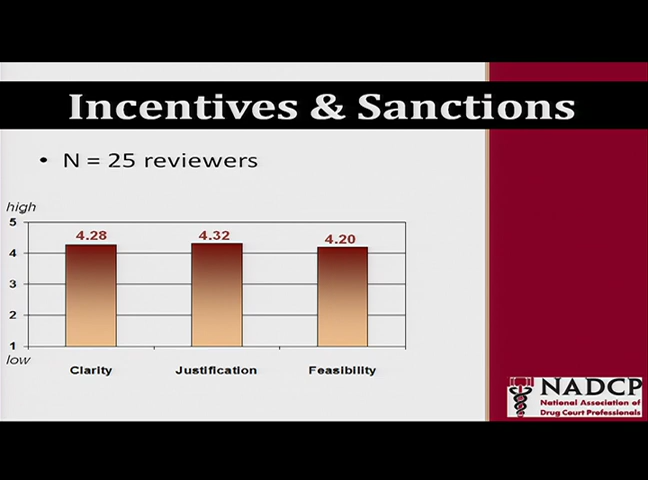 Incentives & Sanctions
• N = 25 reviewers
high
5
4
3
2
1
low
4.28
4.32
4.20
Clarity
Justification
Feasibility
NADCP
National Association of
Drug Court Professionals